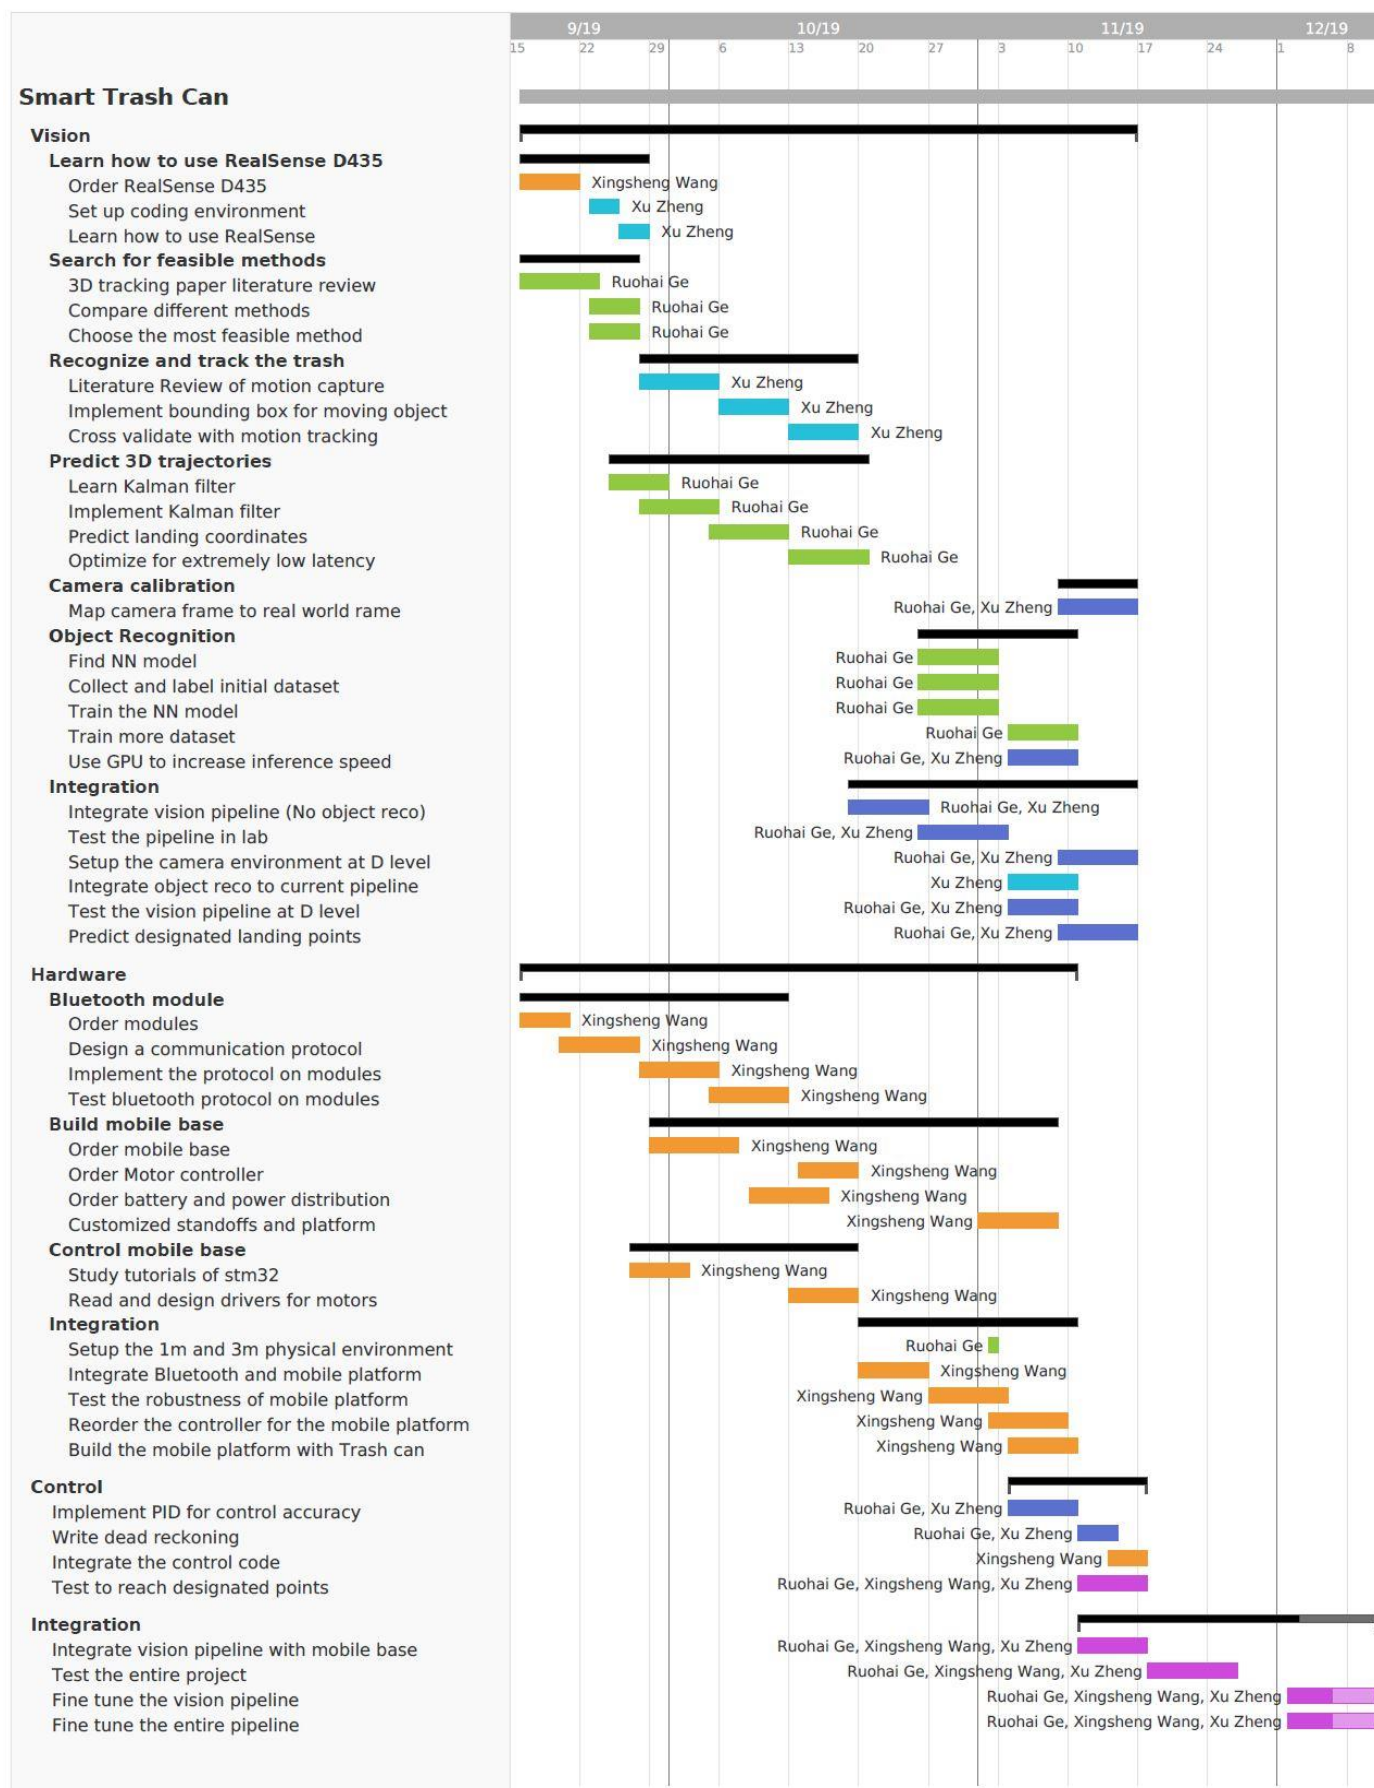 9/19 10/19 11/19 12/19
15 22 29 6 13 20 27 3 10 17 24 1 8
Smart Trash Can
Vision
Learn how to use RealSense D435
Order RealSense D435 Xingsheng Wang
Set up coding environment Xu Zheng
Learn how to use RealSense Xu Zheng
Search for feasible methods
3D tracking paper literature review Ruohai Ge
Compare different methods Ruohai Ge
Choose the most feasible method Ruohai Ge
Recognize and track the trash
Literature Review of motion capture Xu Zheng
Implement bounding box for moving object Xu Zheng
Cross validate with motion tracking Xu Zheng
Predict 3D trajectories
Learn Kalman filter Ruohai Ge
Implement Kalman filter Ruohai Ge
Predict landing coordinates Ruohai Ge
Optimize for extremely low latency Ruohai Ge
Camera calibration
Map camera frame to real world rame Ruohai Ge, Xu Zheng
Object Recognition
Find NN model Ruohai Ge
Collect and label initial dataset Ruohai Ge
Train the NN model Ruohai Ge
Train more dataset Ruohai Ge
Use GPU to increase inference speed Ruohai Ge, Xu Zheng
Integration
Integrate vision pipeline (No object reco) Ruohai Ge, Xu Zheng
Test the pipeline in lab Ruohai Ge, Xu Zheng
Setup the camera environment at D level Ruohai Ge, Xu Zheng
Integrate object reco to current pipeline Xu Zheng
Test the vision pipeline at D level Ruohai Ge, Xu Zheng
Predict designated landing points Ruohai Ge, Xu Zheng
Hardware
Bluetooth module
Order modules Xingsheng Wang
Design a communication protocol Xingsheng Wang
Implement the protocol on modules Xingsheng Wang
Test bluetooth protocol on modules Xingsheng Wang
Build mobile base
Order mobile base Xingsheng Wang
Order Motor controller Xingsheng Wang
Order battery and power distribution Xingsheng Wang
Customized standoffs and platform Xingsheng Wang
Control mobile base
Study tutorials of stm32 Xingsheng Wang
Read and design drivers for motors Xingsheng Wang
Integration
Setup the 1m and 3m physical environment Ruohai Ge
Integrate Bluetooth and mobile platform Xingsheng Wang
Test the robustness of mobile platform Xingsheng Wang
Reorder the controller for the mobile platform Xingsheng Wang
Build the mobile platform with Trash can Xingsheng Wang
Control
Implement PID for control accuracy Ruohai Ge, Xu Zheng
Write dead reckoning Ruohai Ge, Xu Zheng
Integrate the control code Xingsheng Wang
Test to reach designated points Ruohai Ge, Xingsheng Wang, Xu Zheng
Integration
Integrate vision pipeline with mobile base Ruohai Ge, Xingsheng Wang, Xu Zheng
Test the entire project Ruohai Ge, Xingsheng Wang, Xu Zheng
Fine tune the vision pipeline Ruohai Ge, Xingsheng Wang, Xu Zheng
Fine tune the entire pipeline Ruohai Ge, Xingsheng Wang, Xu Zheng